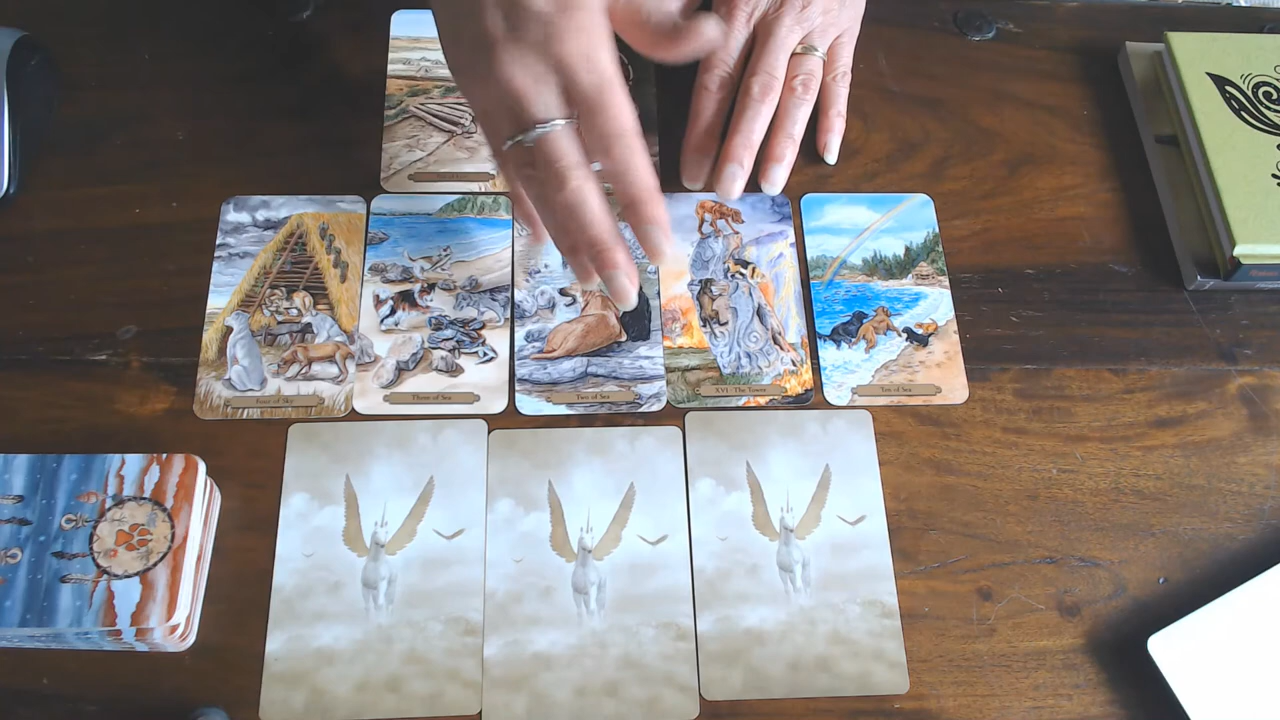 Four of Sky
Three of Sea
Two of Sea
XVI - The Tower
Ten of Sea